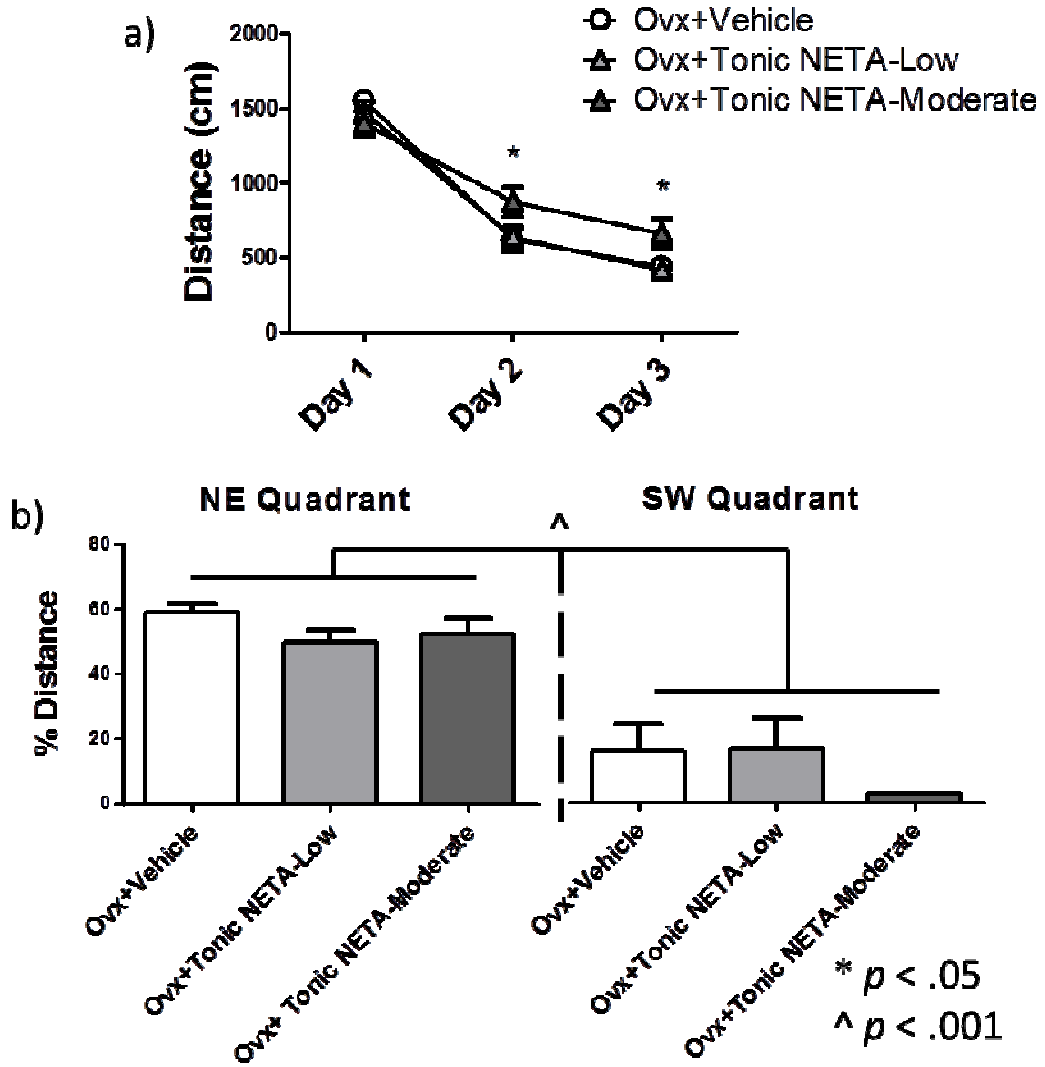 a)
Ovx+Vehicle
Ovx+Tonic NETA-Low
Ovx+Tonic NETA-Moderate
Distance (cm)
2000
1500
1000
500
0
*
*
Day 1
Day 2
Day 3
b)
NE Quadrant
SW Quadrant
^
% Distance
80
60
40
20
0
Ovx+Vehicle
Ovx+Tonic NETA-Low
Ovx+ Tonic NETA-Moderate
Ovx+Vehicle
Ovx+Tonic NETA-Low
Ovx+Tonic NETA-Moderate
* p < .05
^ p < .001